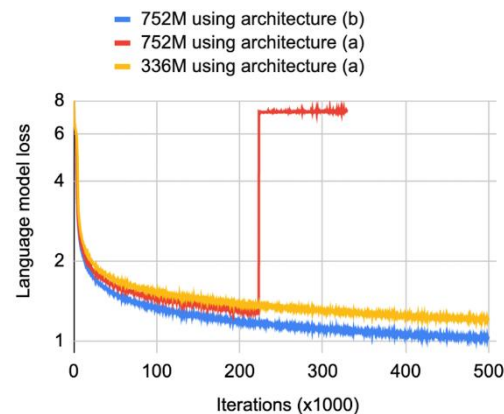 752M using architecture (b)
752M using architecture (a)
336M using architecture (a)
8
6
4
2
1
Language model loss
0
100
200
300
400
500
Iterations (x1000)